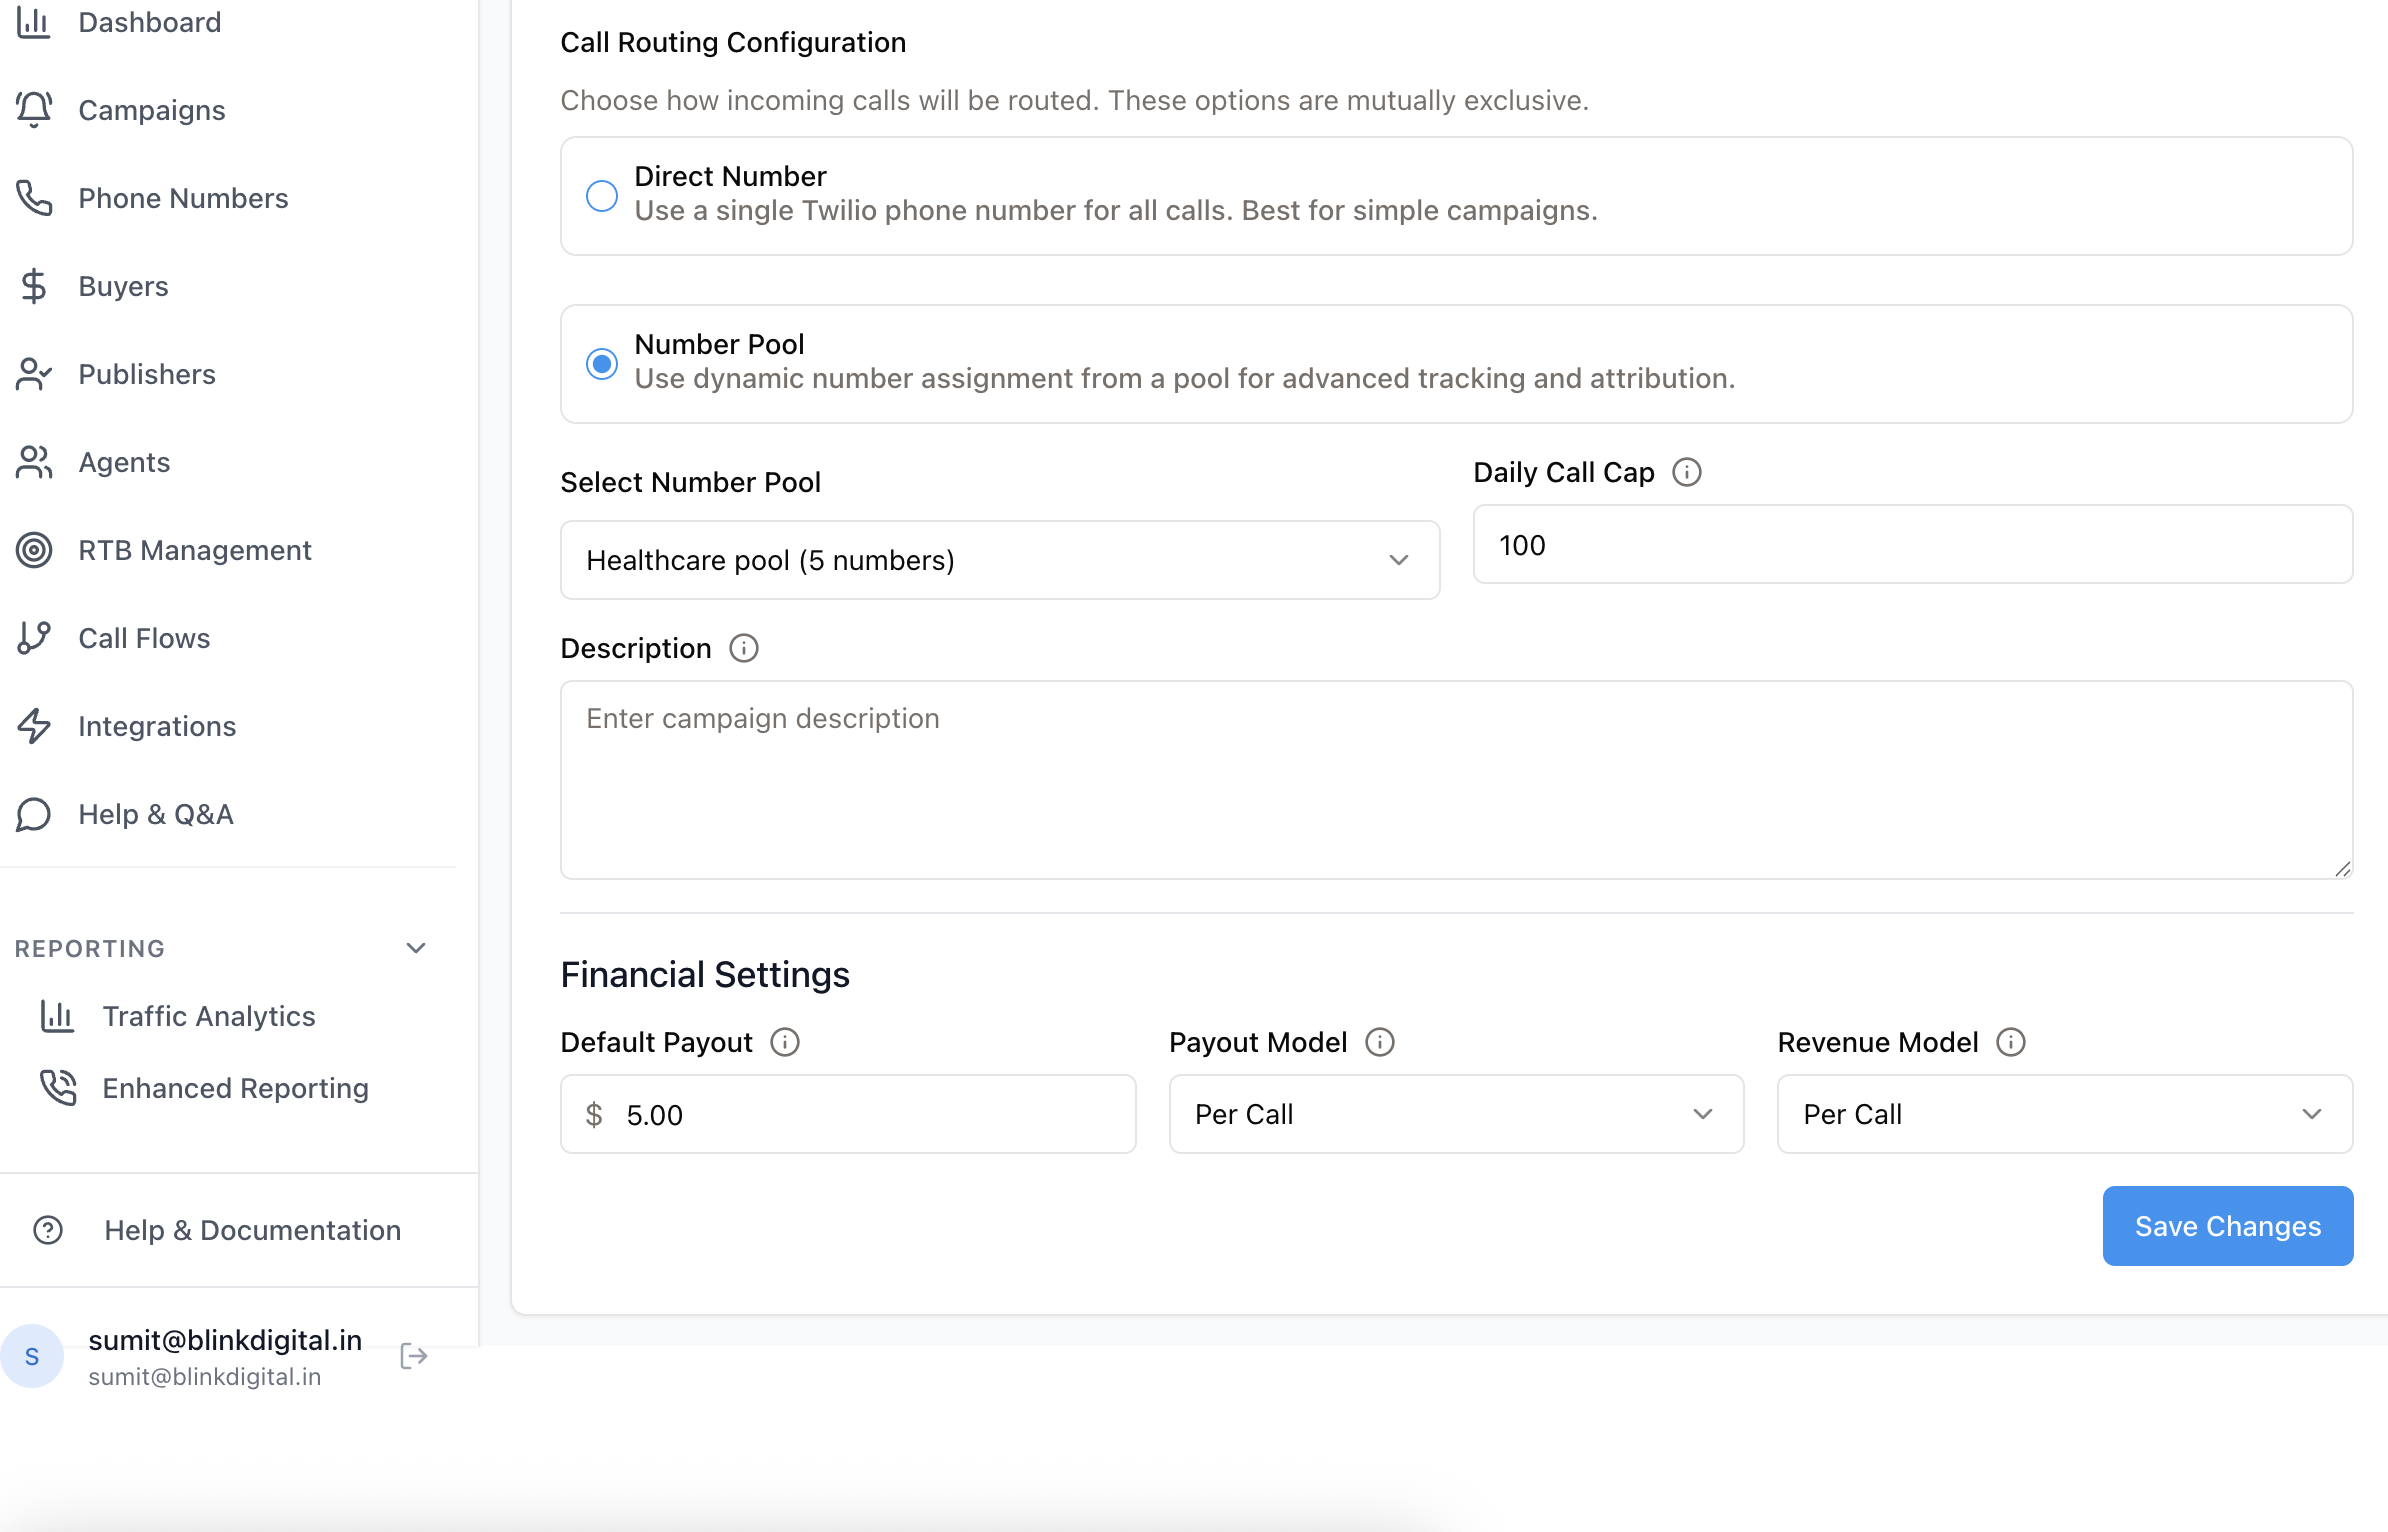 Dashboard
Campaigns
Phone Numbers
Buyers
Publishers
Agents
RTB Management
Call Flows
Integrations
Help & Q&A
REPORTING
Traffic Analytics
Enhanced Reporting
Help & Documentation
S
sumit@blinkdigital.in
sumit@blinkdigital.in
Call Routing Configuration
Choose how incoming calls will be routed. These options are mutually exclusive.
Direct Number
Use a single Twilio phone number for all calls. Best for simple campaigns.
Number Pool
Use dynamic number assignment from a pool for advanced tracking and attribution.
Select Number Pool
Healthcare pool (5 numbers)
Daily Call Cap
100
Description
Enter campaign description
Financial Settings
Default Payout
$ 5.00
Payout Model
Per Call
Revenue Model
Per Call
Save Changes